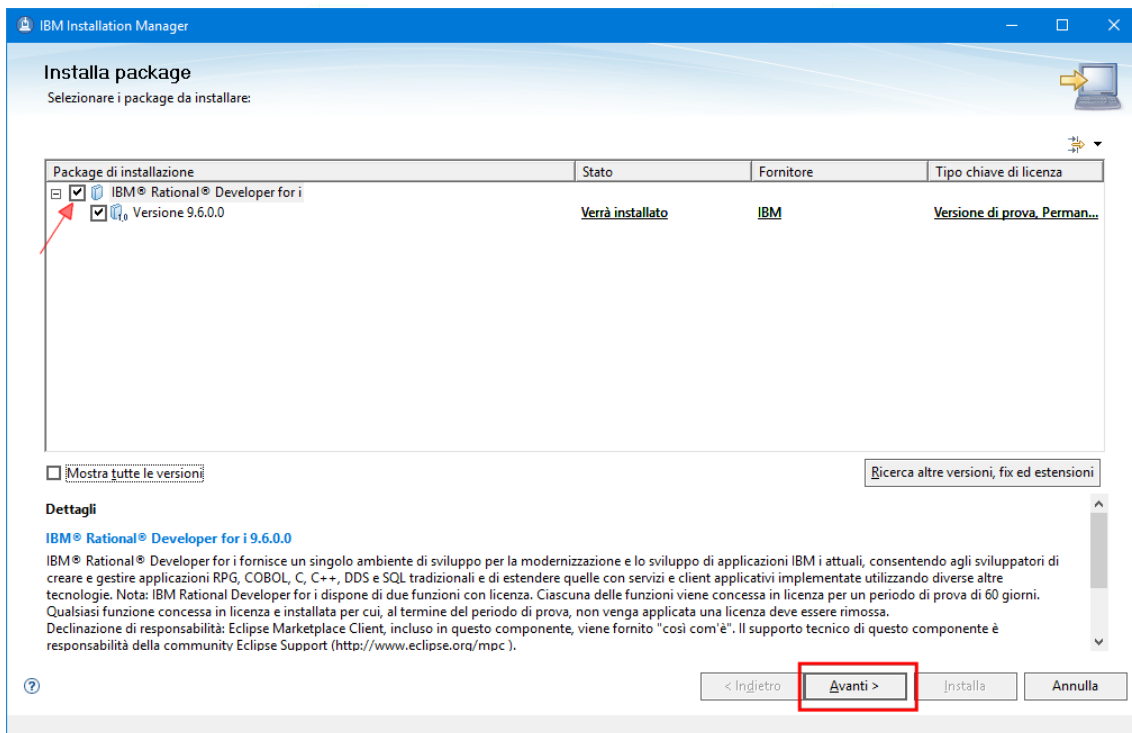 IBM Installation Manager
Installa package
Selezionare i package da installare:
Package di installazione Stato Fornitore Tipo chiave di licenza
IBM® Rational® Developer for i
Versione 9.6.0.0 Verrà installato IBM Versione di prova, Perman...
Mostra tutte le versioni
Ricerca altre versioni, fix ed estensioni
Dettagli
IBM® Rational® Developer for i 9.6.0.0
IBM® Rational® Developer for i fornisce un singolo ambiente di sviluppo per la modernizzazione e lo sviluppo di applicazioni IBM i attuali, consentendo agli sviluppatori di
creare e gestire applicazioni RPG, COBOL, C, C++, DDS e SQL tradizionali e di estendere quelle con servizi e client applicativi implementate utilizzando diverse altre
tecnologie. Nota: IBM Rational Developer for i dispone di due funzioni con licenza. Ciascuna delle funzioni viene concessa in licenza per un periodo di prova di 60 giorni.
Qualsiasi funzione concessa in licenza e installata per cui, al termine del periodo di prova, non venga applicata una licenza deve essere rimossa.
Declinazione di responsabilità: Eclipse Marketplace Client, incluso in questo componente, viene fornito "così com'è". Il supporto tecnico di questo componente è
responsabilità della community Eclipse Support (http://www.eclipse.org/mpc ).
< Indietro Avanti > Installa Annulla